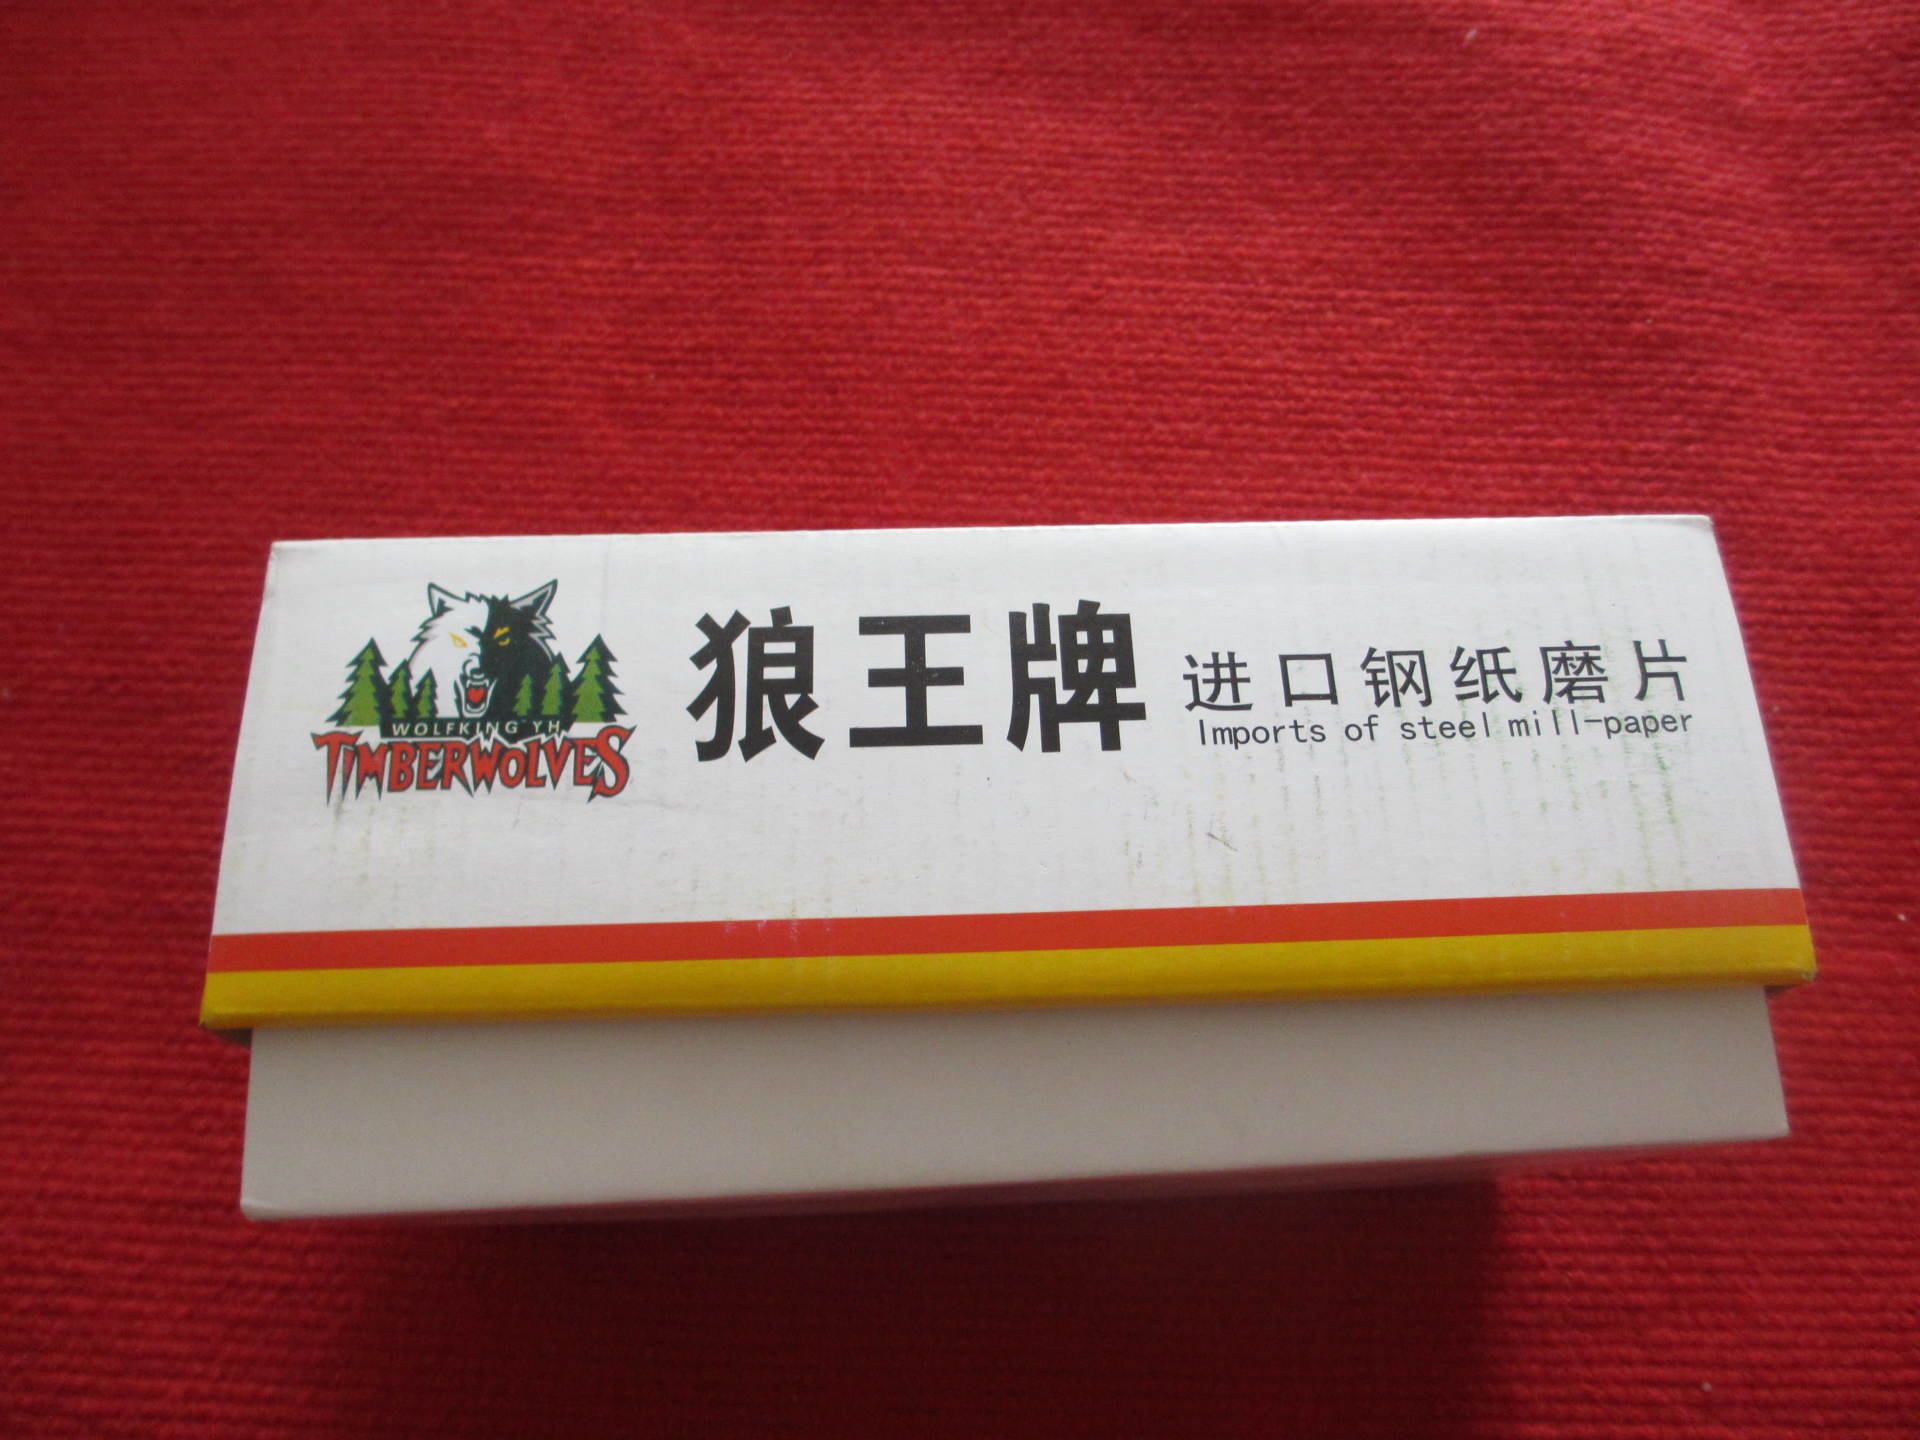 WOLFKING YH
TIMBERWOLVES
狼王牌
进口钢纸磨片
Imports of steel mill-paper